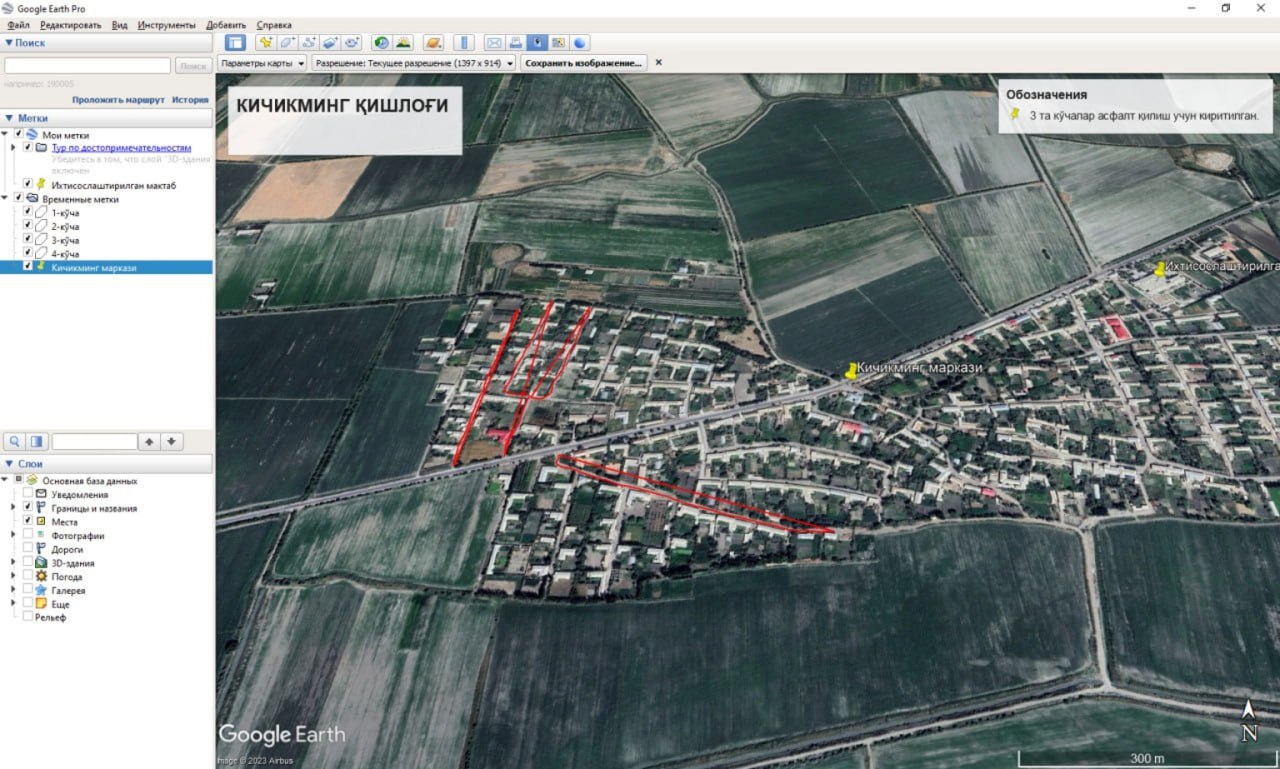 Google Earth Pro
Файл Редактировать Вид Инструменты Добавить Справка
Поиск
Поиск
например: 190005
Проложить маршрут История
Метки
Мои метки
Тур по достопримечательностям
Убедитесь в том, что слой "3D-здания
включен
Ихтисослаштирилган мактаб
Временные метки
1-кўча
2-кўча
3-кўча
4-кўча
Кичикминг маркази
Слои
Основная база данных
Уведомления
Границы и названия
Места
Фотографии
Дороги
3D-здания
Погода
Галерея
Еще
Рельеф
Параметры карты Разрешение: Текущее разрешение (1397 x 914) Сохранить изображение...
КИЧИКМИНГ ҚИШЛОҒИ
Обозначения
3 та кўчалар асфалт қилиш учун киритилган.
Ихтисослаштирилга
Кичикминг маркази
Google Earth
Image © 2023 Airbus
N
300 m